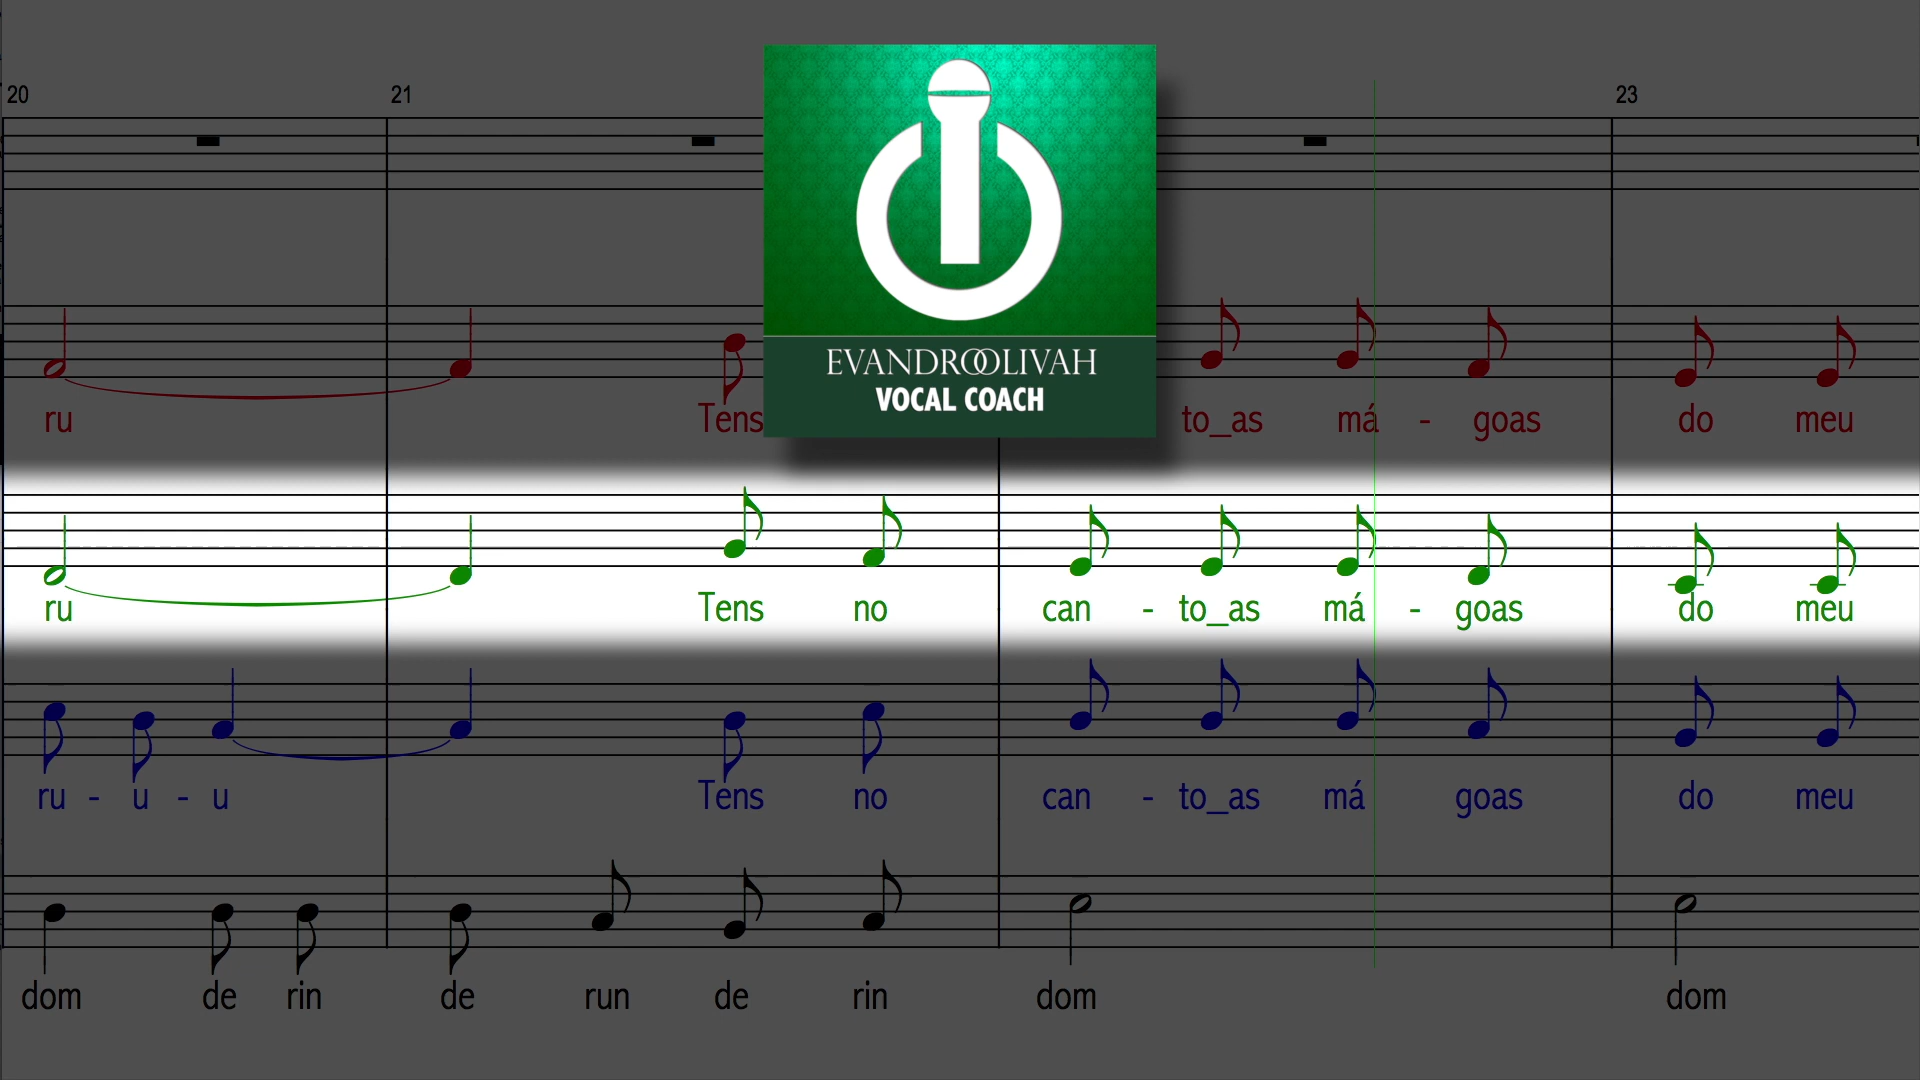 20 21 23
EVANDROOLIVAH
VOCAL COACH
ru Tens to_as má - goas do meu
ru Tens no can - to_as má - goas do meu
ru - u - u Tens no can - to_as má goas do meu
dom de rin de run de rin dom dom